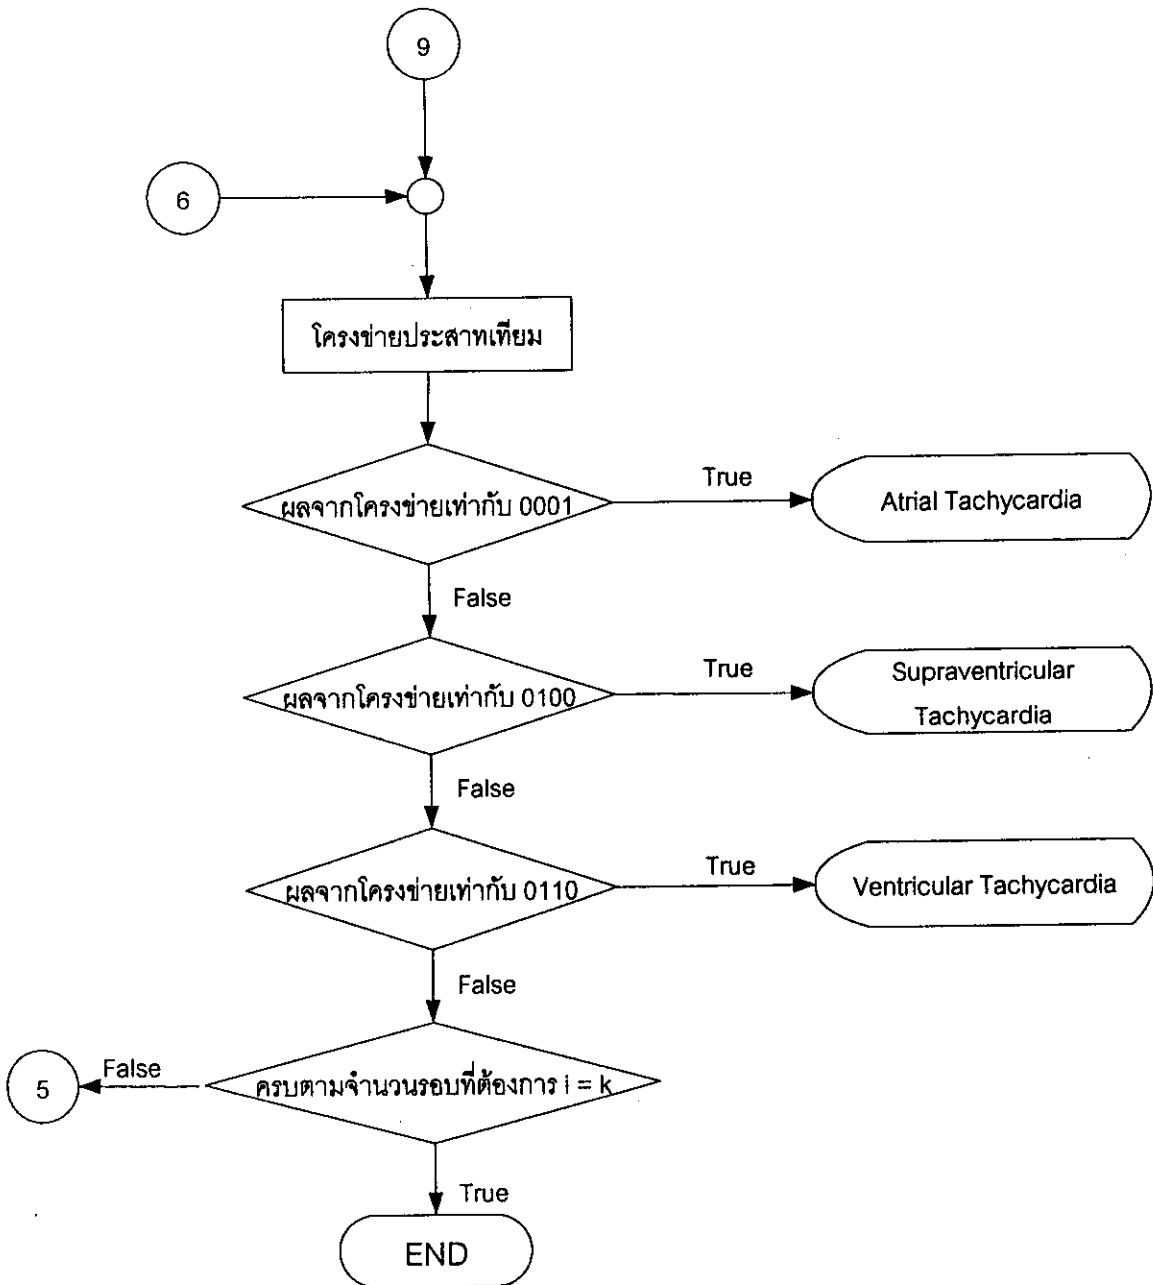 9
6
โครงข่ายประสาทเทียม
ผลจากโครงข่ายเท่ากับ 0001
True
Atrial Tachycardia
False
ผลจากโครงข่ายเท่ากับ 0100
True
Supraventricular
Tachycardia
False
ผลจากโครงข่ายเท่ากับ 0110
True
Ventricular Tachycardia
False
5
False
ครบตามจำนวนรอบที่ต้องการ i = k
True
END